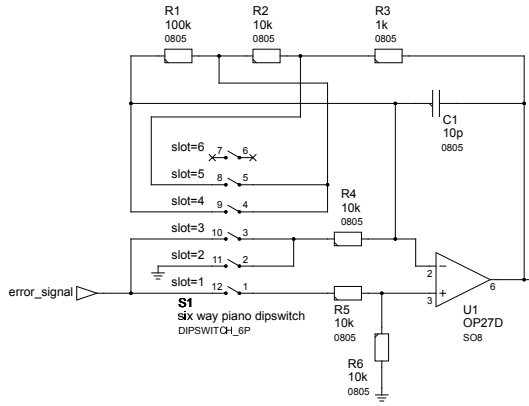 R1
100k
0805
R2
10k
0805
R3
1k
0805
C1
10p
0805
slot=6
7
6
slot=5
8
5
slot=4
9
4
slot=3
10
3
slot=2
11
2
slot=1
12
1
R4
10k
0805
error_signal
S1
six way piano dipswitch
DIPSWITCH_6P
R5
10k
0805
R6
10k
0805
2
3
6
U1
OP27D
SO8